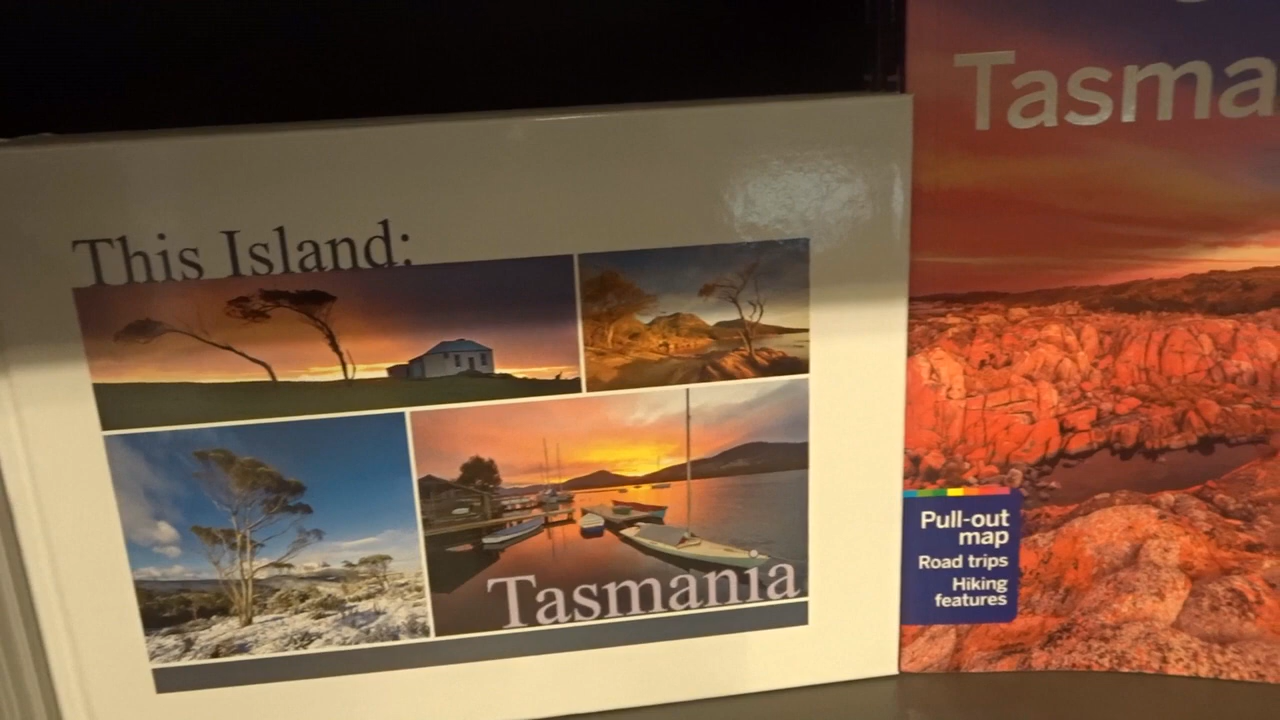 This Island:
Tasmania
Tasma
Pull-out
map
Road trips
Hiking
features